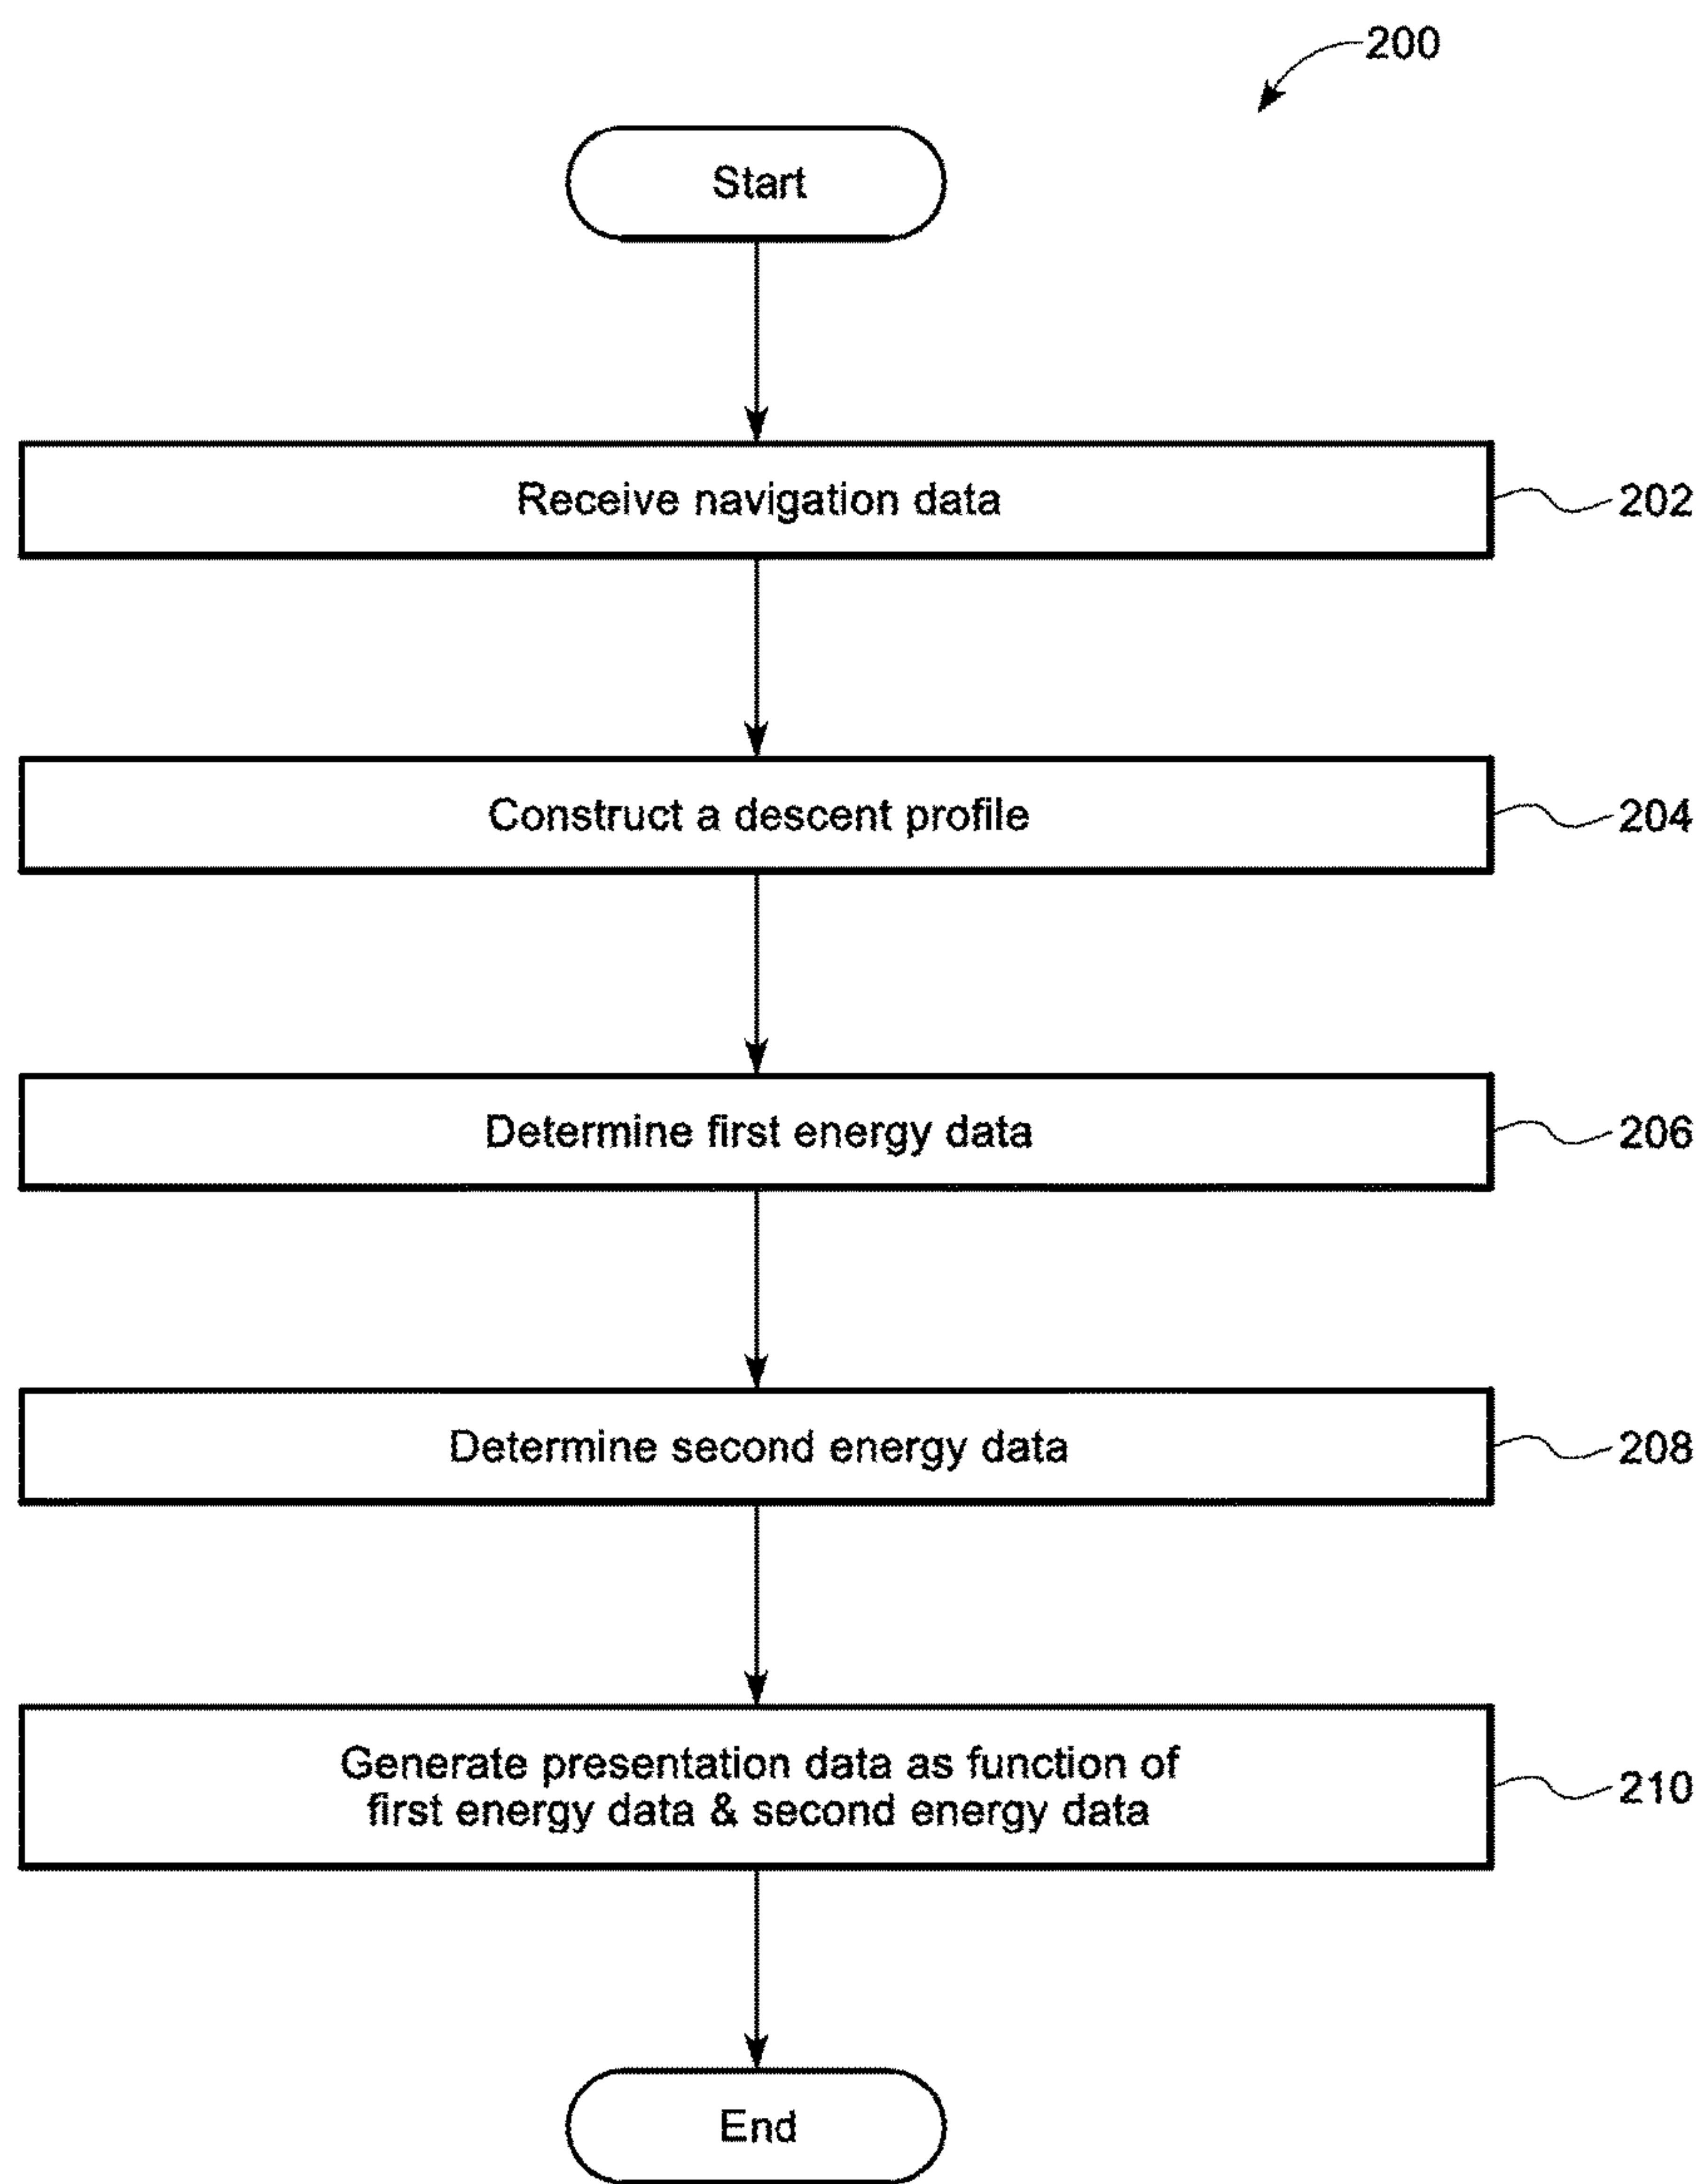 200
Start
Receive navigation data
202
Construct a descent profile
204
Determine first energy data
206
Determine second energy data
208
Generate presentation data as function of
first energy data & second energy data
210
End